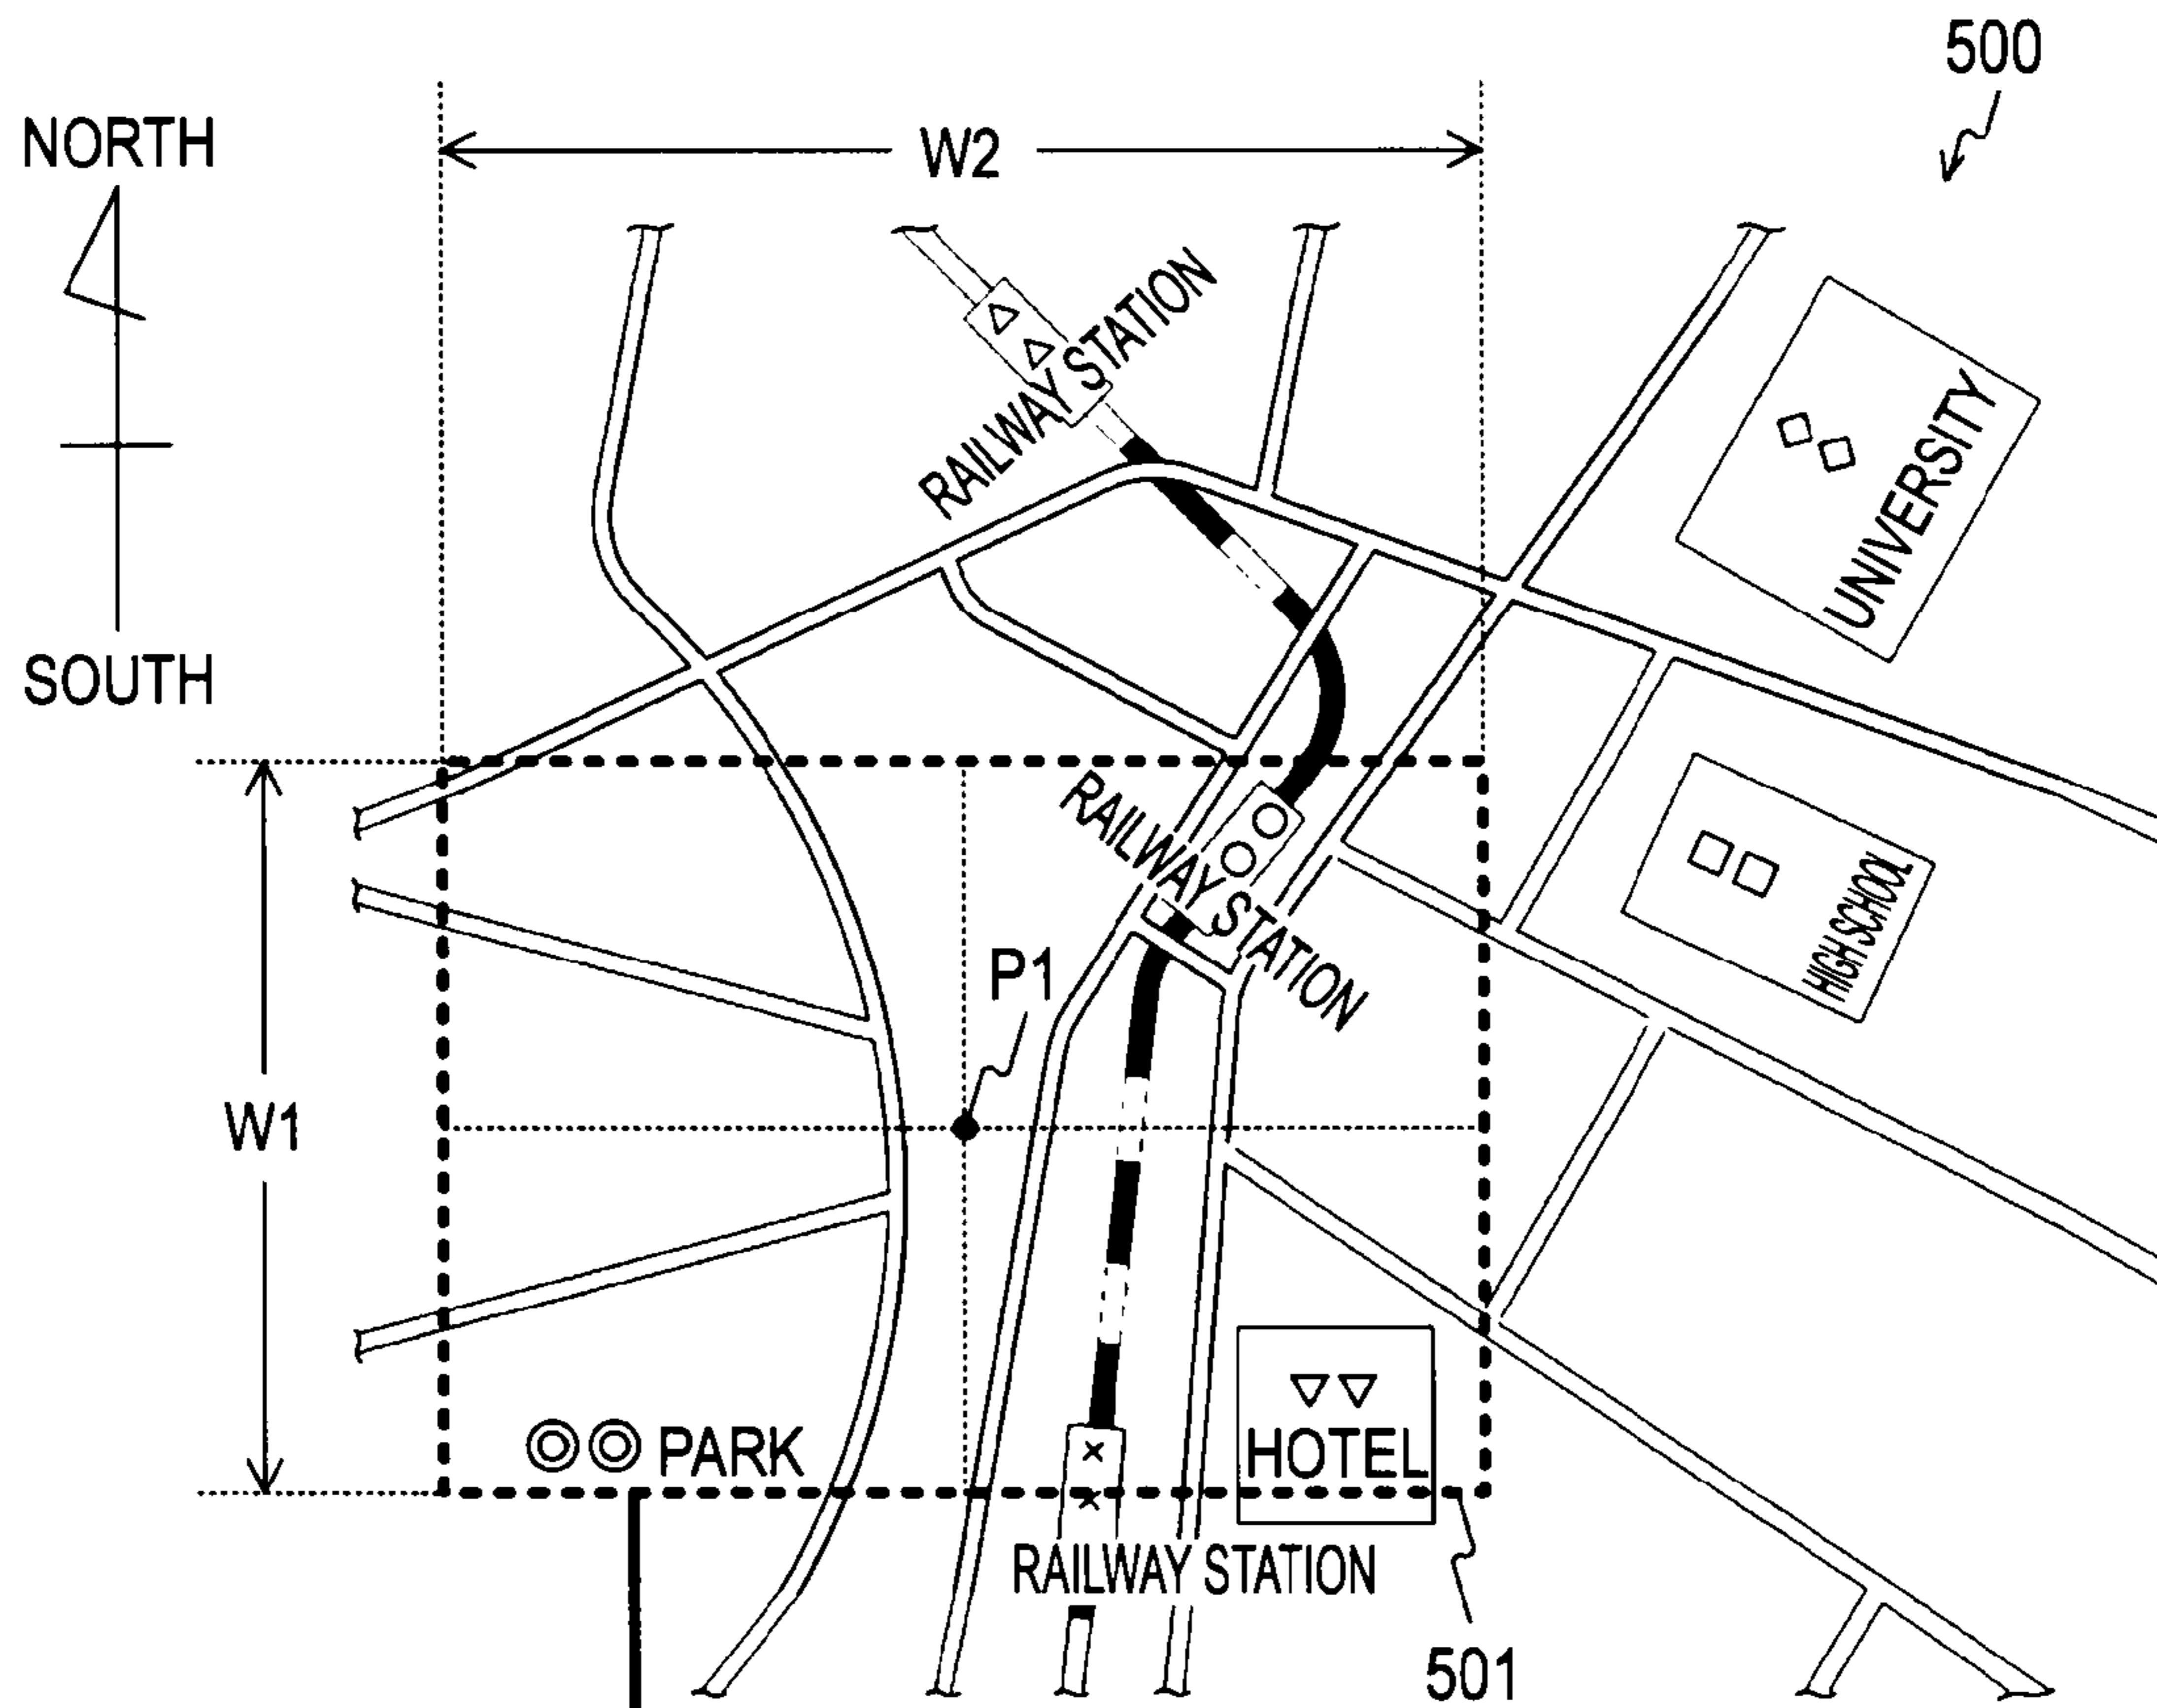 500
NORTH
W2
RAILWAY STATION
UNIVERSITY
SOUTH
RAILWAY STATION
HIGH SCHOOL
P1
W1
PARK
HOTEL
RAILWAY STATION
501